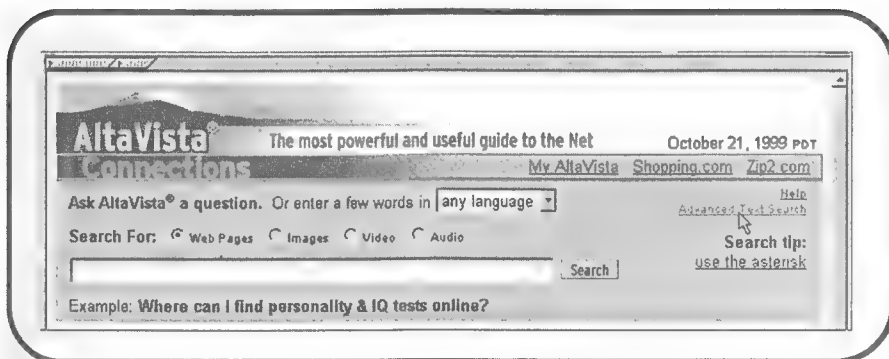 AltaVista® The most powerful and useful guide to the Net October 21, 1999 PDT
Connections My AltaVista Shopping.com Zip2.com
Ask AltaVista® a question. Or enter a few words in any language Help
Advanced Text Search
Search For: Web Pages Images Video Audio Search tip:
use the asterisk
Search
Example: Where can I find personality & IQ tests online?